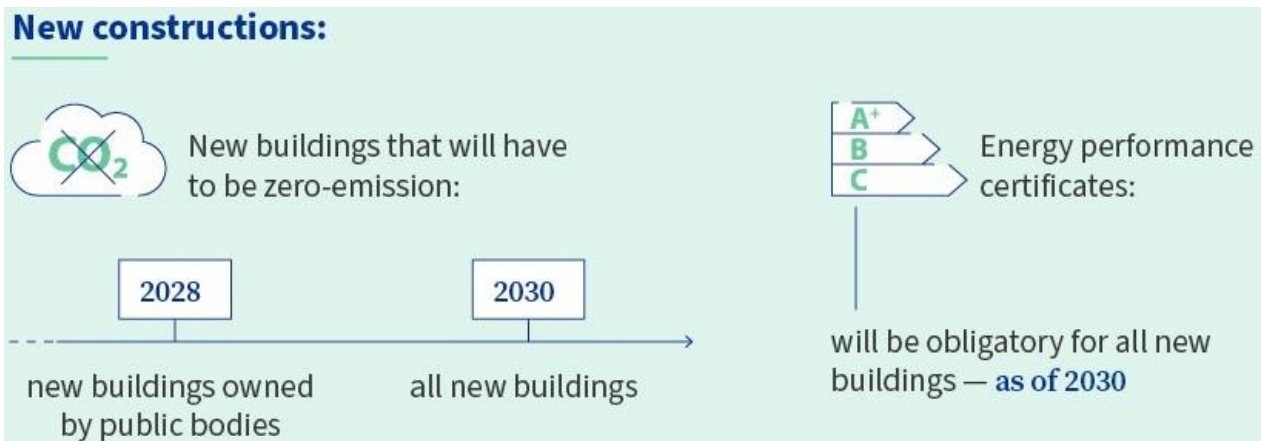 New constructions:
CO₂
New buildings that will have
to be zero-emission:
2028
2030
new buildings owned
by public bodies
all new buildings
A⁺
B
C
Energy performance
certificates:
will be obligatory for all new
buildings — as of 2030